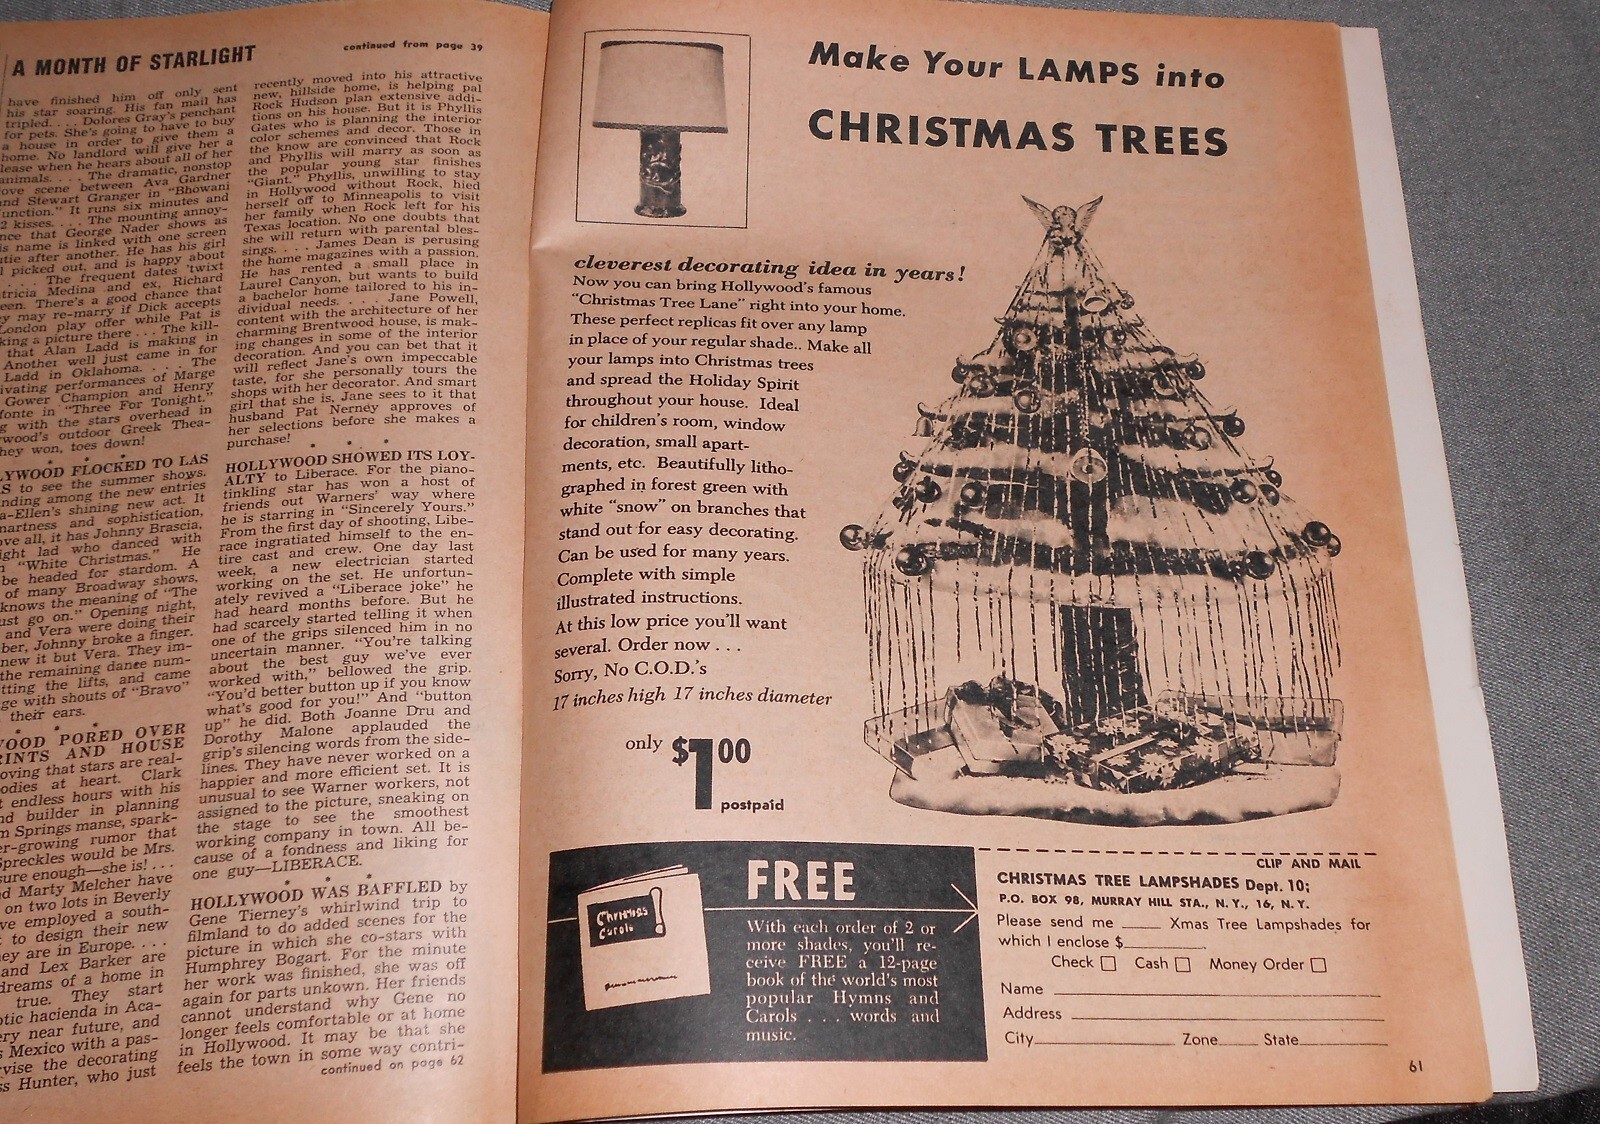 A MONTH OF STARLIGHT
continued from page 39
have finished him off only sent
his star soaring. His fan mail has
tripled. . . . Dolores Gray's penchant
for pets. She's going to have to buy
a house in order to give them a
home. No landlord will give her a
lease when he hears about all of her
animals. . . . The dramatic, nonstop
love scene between Ava Gardner
and Stewart Granger in "Bhowani
Junction." It runs six minutes and
2 kisses. . . . The mounting annoy-
nce that George Nader shows as
is name is linked with one screen
utie after another. He has his girl
l picked out, and is happy about
. . . . The frequent dates 'twixt
tricia Medina and ex, Richard
een. There's a good chance that
y may re-marry if Dick accepts
London play offer while Pat is
king a picture there . . . The kill-
that Alan Ladd is making in
Another well just came in for
Ladd in Oklahoma. . . . The
ivating performances of Marge
Gower Champion and Henry
fonte in "Three For Tonight."
g with the stars overhead in
wood's outdoor Greek Thea-
hey won, toes down!
LYWOOD FLOCKED TO LAS
S to see the summer shows.
nding among the new entries
a-Ellen's shining new act. It
martness and sophistication,
ve all, it has Johnny Brascia,
ight lad who danced with
n "White Christmas." He
be headed for stardom. A
of many Broadway shows,
knows the meaning of "The
ust go on." Opening night,
and Vera were doing their
ber, Johnny broke a finger.
new it but Vera. They im-
the remaining dance num-
tting the lifts, and came
ge with shouts of "Bravo"
their ears.
OOD PORED OVER
RINTS AND HOUSE
oving that stars are real-
odies at heart. Clark
t endless hours with his
nd builder in planning
m Springs manse, spark-
er-growing rumor that
Spreckles would be Mrs.
sure enough—she is! . . .
d Marty Melcher have
on two lots in Beverly
ve employed a south-
t to design their new
ey are in Europe. . . .
and Lex Barker are
dreams of a home in
true. They start
otic hacienda in Aca-
ery near future, and
s Mexico with a pas-
vise the decorating
ss Hunter, who just
recently moved into his attractive
new, hillside home, is helping pal
Rock Hudson plan extensive addi-
tions on his house. But it is Phyllis
Gates who is planning the interior
color schemes and decor. Those in
the know are convinced that Rock
and Phyllis will marry as soon as
the popular young star finishes
"Giant." Phyllis, unwilling to stay
in Hollywood without Rock, hied
herself off to Minneapolis to visit
her family when Rock left for his
Texas location. No one doubts that
she will return with parental bles-
sings. . . . James Dean is perusing
the home magazines with a passion.
He has rented a small place in
Laurel Canyon, but wants to build
a bachelor home tailored to his in-
dividual needs. . . . Jane Powell,
content with the architecture of her
charming Brentwood house, is mak-
ing changes in some of the interior
decoration. And you can bet that it
will reflect Jane's own impeccable
taste, for she personally tours the
shops with her decorator. And smart
girl that she is, Jane sees to it that
husband Pat Nerney approves of
her selections before she makes a
purchase!
HOLLYWOOD SHOWED ITS LOY-
ALTY to Liberace. For the piano-
tinkling star has won a host of
friends out Warners' way where
he is starring in "Sincerely Yours."
From the first day of shooting, Libe-
race ingratiated himself to the en-
tire cast and crew. One day last
week, a new electrician started
working on the set. He unfortun-
ately revived a "Liberace joke" he
had heard months before. But he
had scarcely started telling it when
one of the grips silenced him in no
uncertain manner. "You're talking
about the best guy we've ever
worked with," bellowed the grip.
"You'd better button up if you know
what's good for you!" And "button
up" he did. Both Joanne Dru and
Dorothy Malone applauded the
grip's silencing words from the side-
lines. They have never worked on a
happier and more efficient set. It is
unusual to see Warner workers, not
assigned to the picture, sneaking on
the stage to see the smoothest
working company in town. All be-
cause of a fondness and liking for
one guy—LIBERACE.
HOLLYWOOD WAS BAFFLED by
Gene Tierney's whirlwind trip to
filmland to do added scenes for the
picture in which she co-stars with
Humphrey Bogart. For the minute
her work was finished, she was off
again for parts unkown. Her friends
cannot understand why Gene no
longer feels comfortable or at home
in Hollywood. It may be that she
feels the town in some way contri-
continued on page 62
Make Your LAMPS into
CHRISTMAS TREES
cleverest decorating idea in years!
Now you can bring Hollywood's famous
"Christmas Tree Lane" right into your home.
These perfect replicas fit over any lamp
in place of your regular shade.. Make all
your lamps into Christmas trees
and spread the Holiday Spirit
throughout your house. Ideal
for children's room, window
decoration, small apart-
ments, etc. Beautifully litho-
graphed in forest green with
white "snow" on branches that
stand out for easy decorating.
Can be used for many years.
Complete with simple
illustrated instructions.
At this low price you'll want
several. Order now . . .
Sorry, No C.O.D.'s
17 inches high 17 inches diameter
only $1 00
postpaid
Christmas
Carols
FREE
With each order of 2 or
more shades, you'll re-
ceive FREE a 12-page
book of the world's most
popular Hymns and
Carols . . . words and
music.
CLIP AND MAIL
CHRISTMAS TREE LAMPSHADES Dept. 10;
P.O. BOX 98, MURRAY HILL STA., N. Y., 16, N. Y.
Please send me ____ Xmas Tree Lampshades for
which I enclose $________.
Check □ Cash □ Money Order □
Name
Address
City Zone State
61